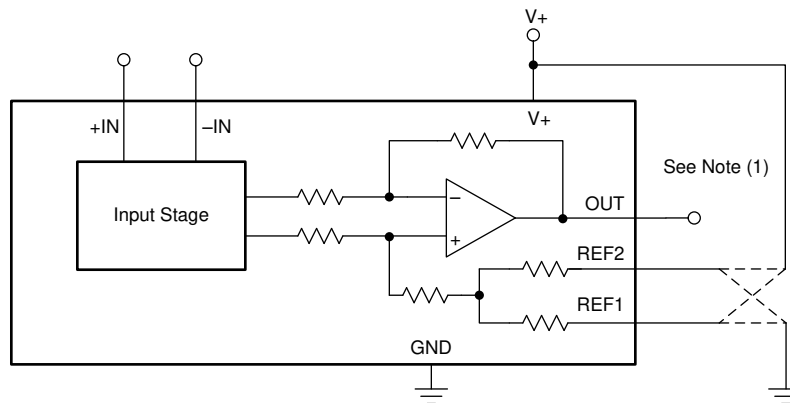 V+
+IN
–IN
V+
Input Stage
–
+
OUT
See Note (1)
REF2
REF1
GND